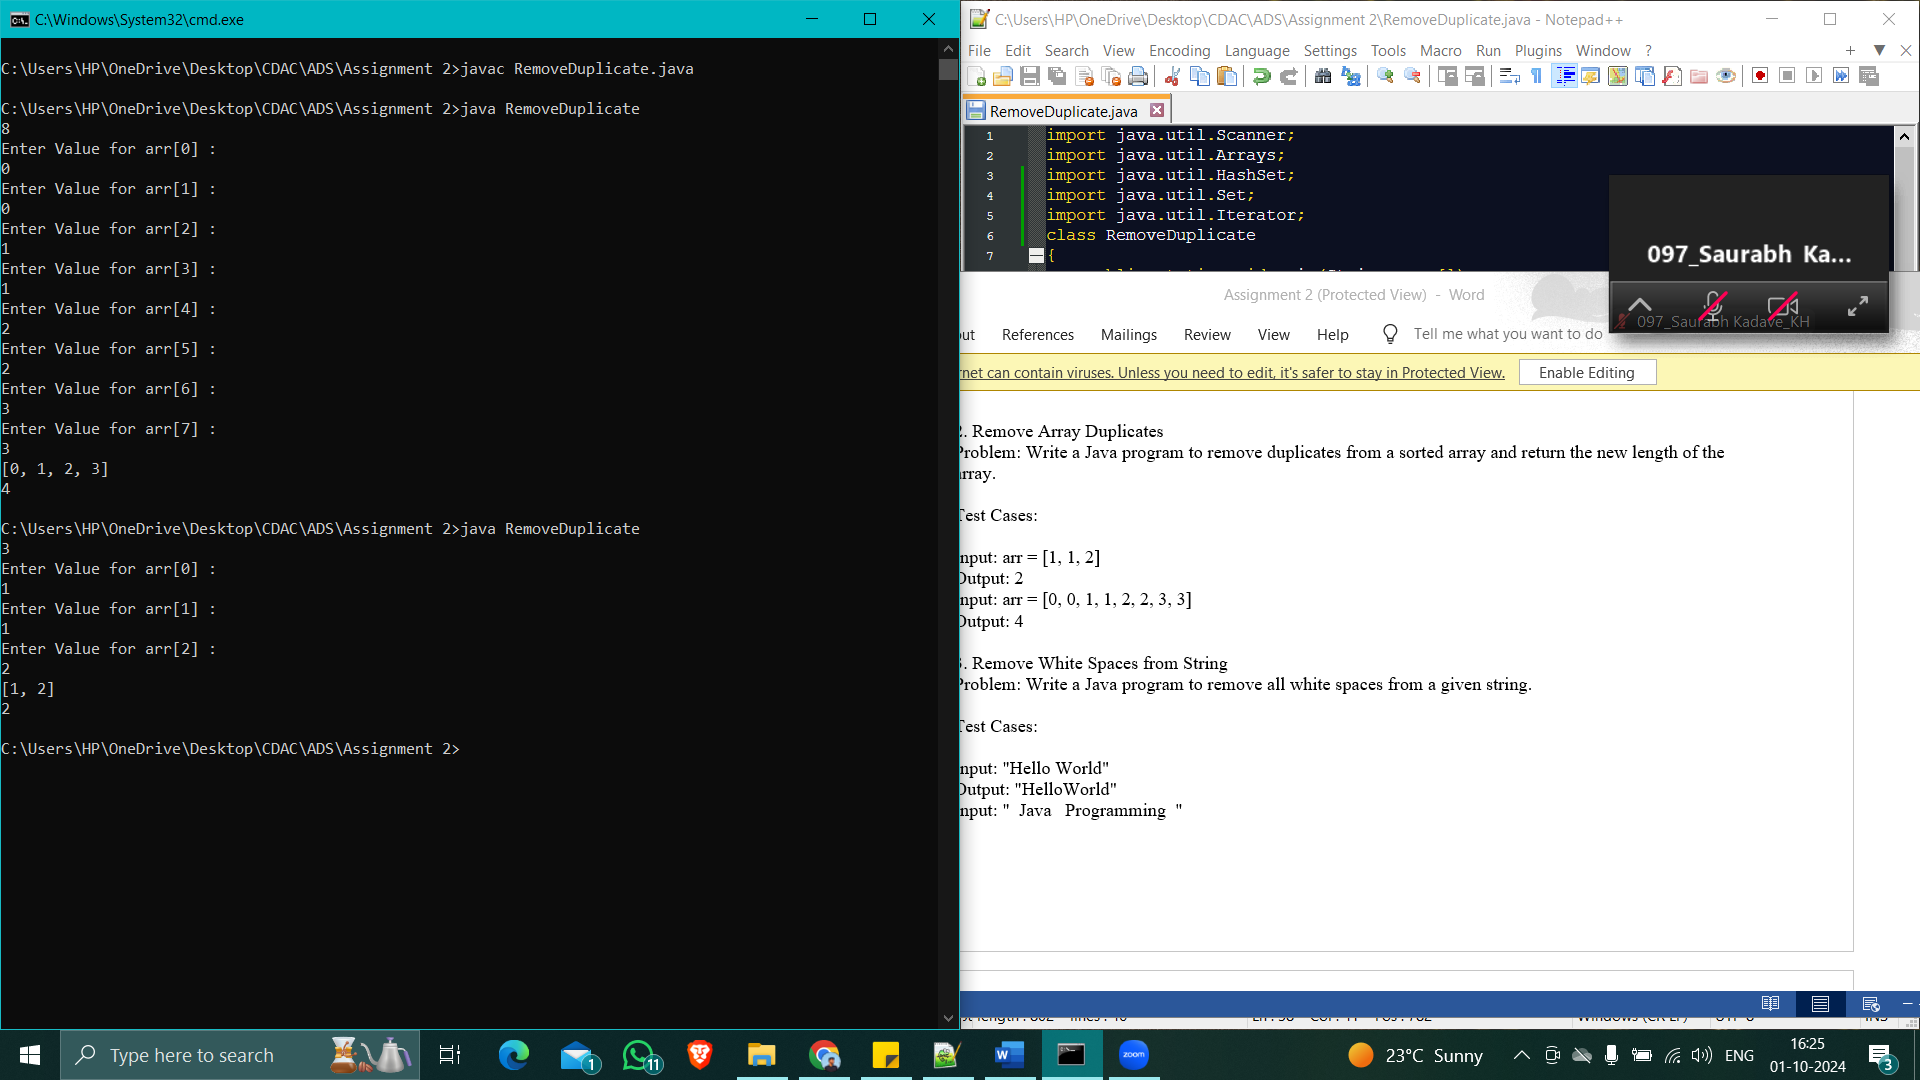 C:\Windows\System32\cmd.exe
C:\Users\HP\OneDrive\Desktop\CDAC\ADS\Assignment 2>javac RemoveDuplicate.java
C:\Users\HP\OneDrive\Desktop\CDAC\ADS\Assignment 2>java RemoveDuplicate
8
Enter Value for arr[0] :
0
Enter Value for arr[1] :
0
Enter Value for arr[2] :
1
Enter Value for arr[3] :
1
Enter Value for arr[4] :
2
Enter Value for arr[5] :
2
Enter Value for arr[6] :
3
Enter Value for arr[7] :
3
[0, 1, 2, 3]
4
C:\Users\HP\OneDrive\Desktop\CDAC\ADS\Assignment 2>java RemoveDuplicate
3
Enter Value for arr[0] :
1
Enter Value for arr[1] :
1
Enter Value for arr[2] :
2
[1, 2]
2
C:\Users\HP\OneDrive\Desktop\CDAC\ADS\Assignment 2>
C:\Users\HP\OneDrive\Desktop\CDAC\ADS\Assignment 2\RemoveDuplicate.java - Notepad++
File Edit Search View Encoding Language Settings Tools Macro Run Plugins Window ?
RemoveDuplicate.java
1 import java.util.Scanner;
2 import java.util.Arrays;
3 import java.util.HashSet;
4 import java.util.Set;
5 import java.util.Iterator;
6 class RemoveDuplicate
7 {
097_Saurabh Ka...
097_Saurabh Kadave_KH
Assignment 2 (Protected View) - Word
out References Mailings Review View Help Tell me what you want to do
rnet can contain viruses. Unless you need to edit, it's safer to stay in Protected View. Enable Editing
2. Remove Array Duplicates
Problem: Write a Java program to remove duplicates from a sorted array and return the new length of the
array.
Test Cases:
nput: arr = [1, 1, 2]
Output: 2
nput: arr = [0, 0, 1, 1, 2, 2, 3, 3]
Output: 4
3. Remove White Spaces from String
Problem: Write a Java program to remove all white spaces from a given string.
Test Cases:
nput: "Hello World"
Output: "HelloWorld"
nput: "  Java   Programming  "
Type here to search
1
11
zoom
23°C Sunny
ENG
16:25
01-10-2024
3